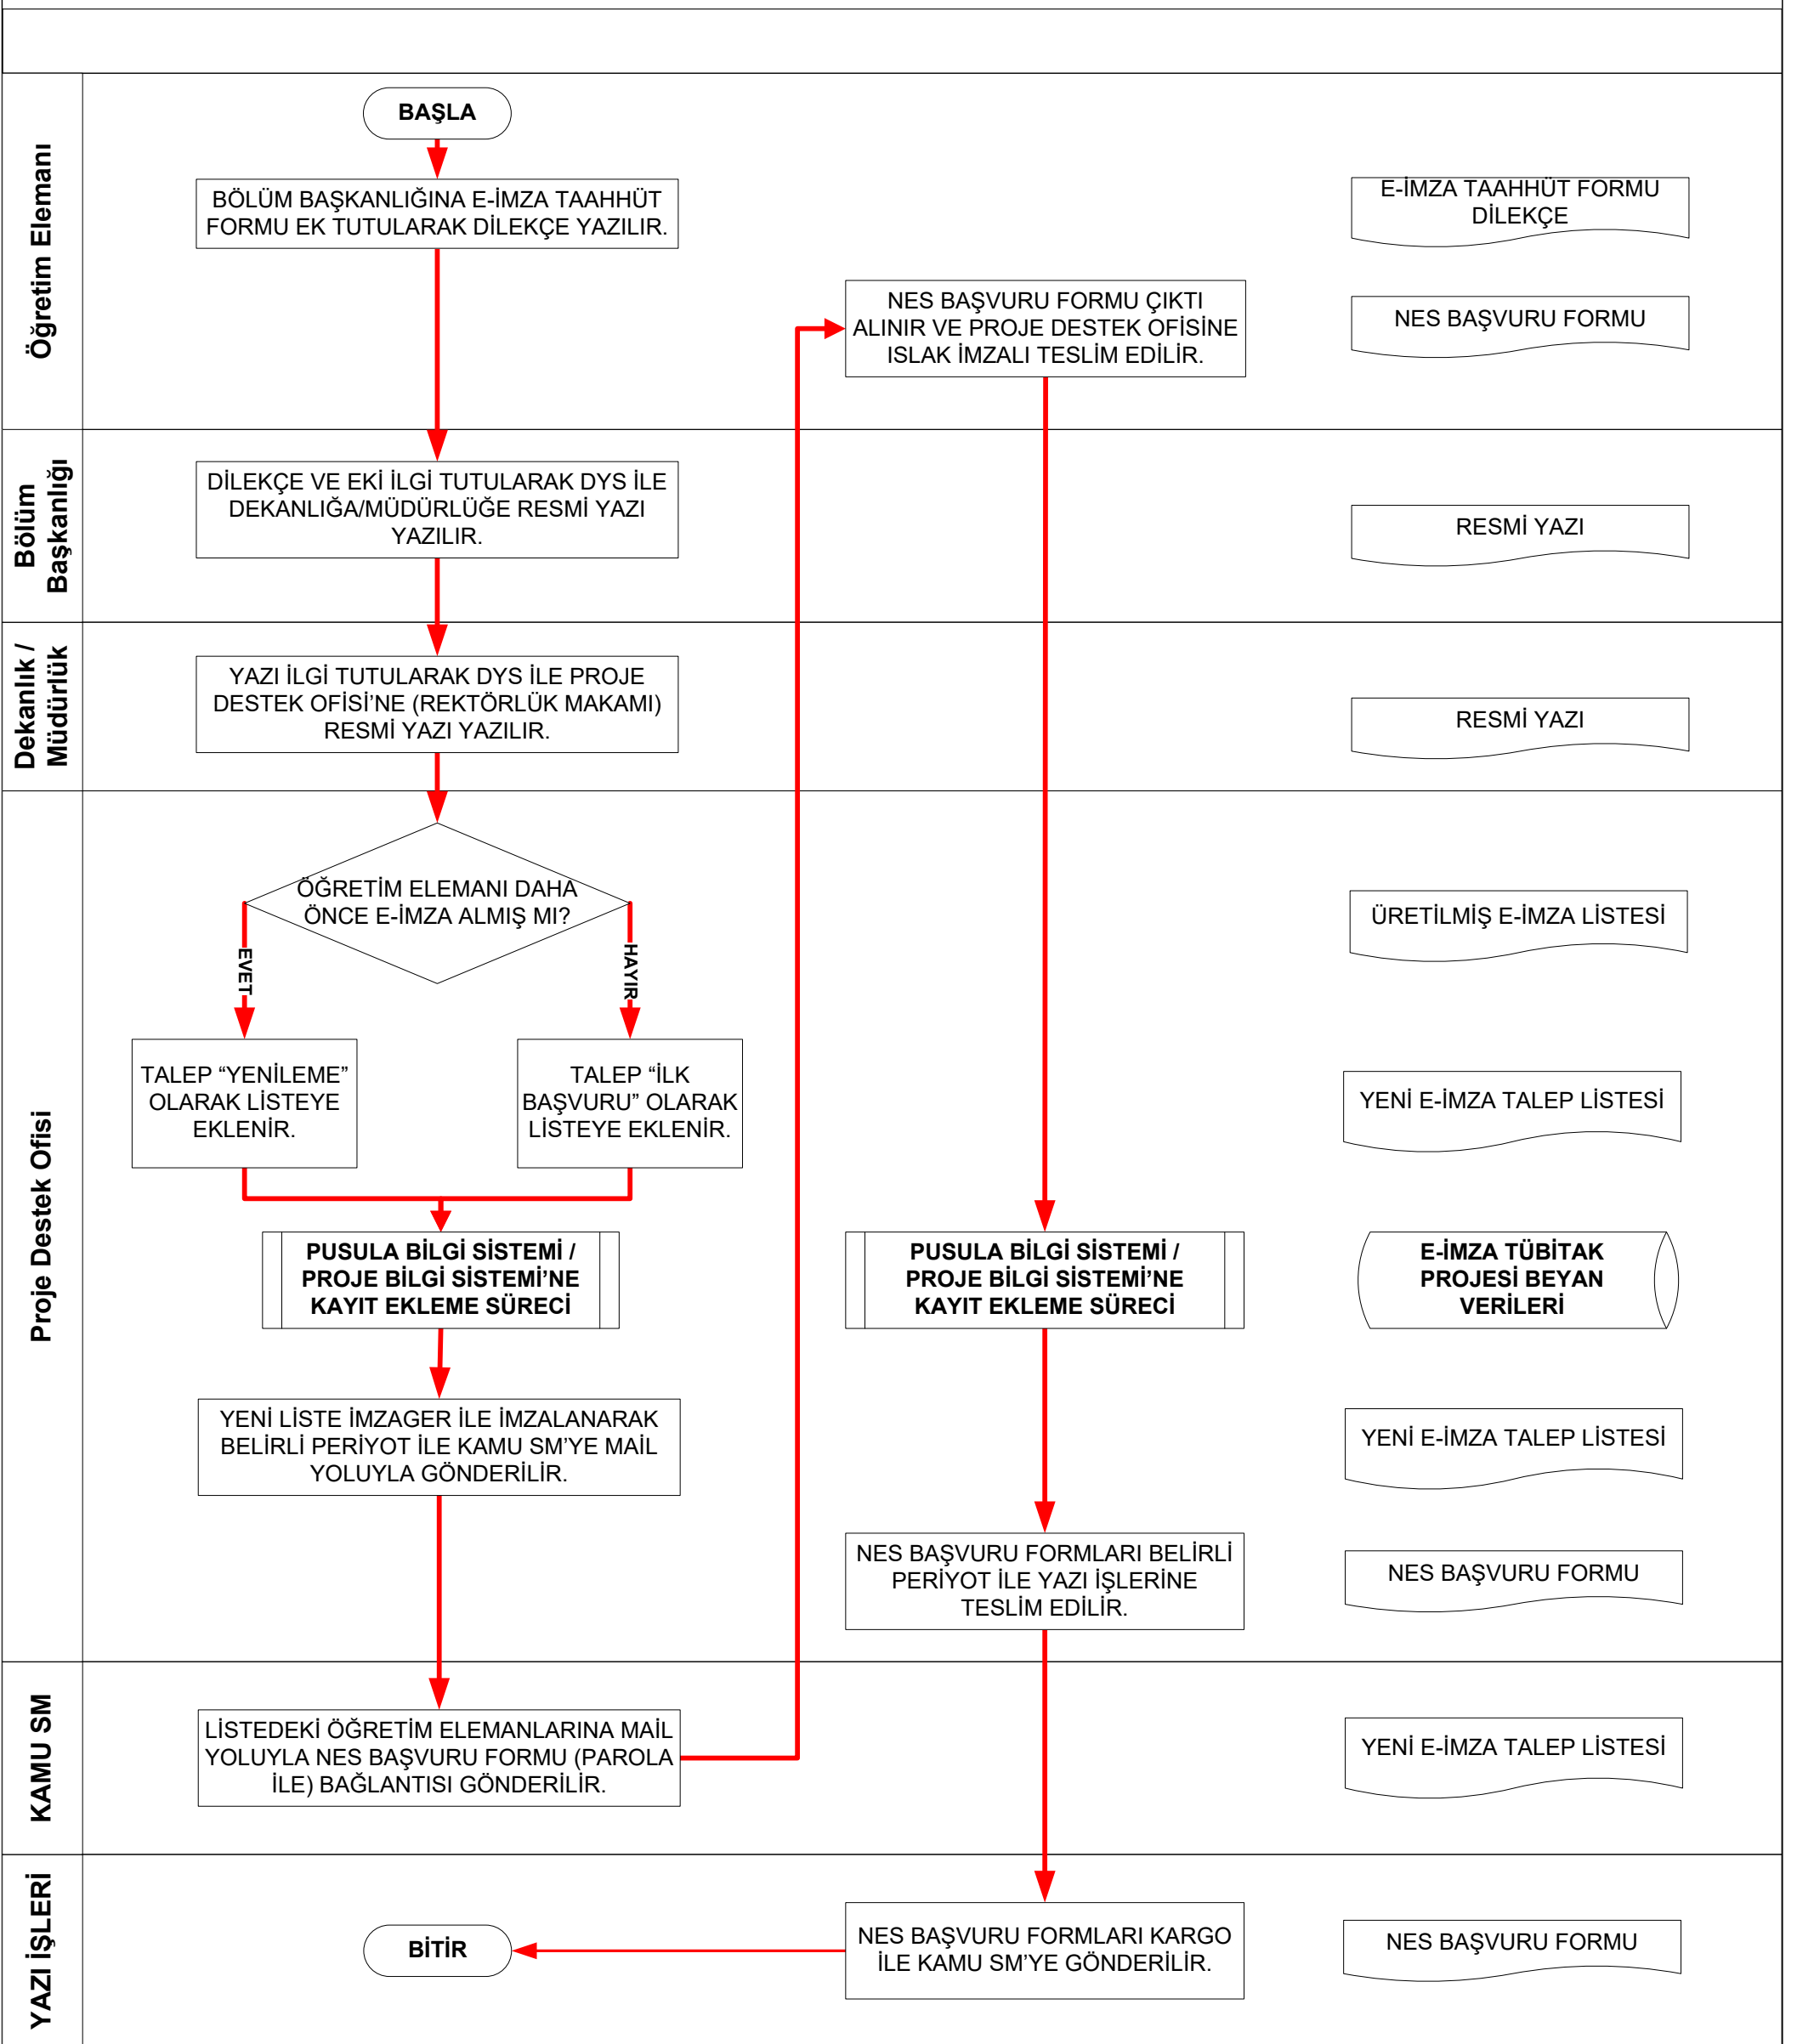 BAŞLA
Öğretim Elemanı
BÖLÜM BAŞKANLIĞINA E-İMZA TAAHHÜT
FORMU EK TUTULARAK DİLEKÇE YAZILIR.
E-İMZA TAAHHÜT FORMU
DİLEKÇE
NES BAŞVURU FORMU ÇIKTI
ALINIR VE PROJE DESTEK OFİSİNE
ISLAK İMZALI TESLİM EDİLİR.
NES BAŞVURU FORMU
Bölüm
Başkanlığı
DİLEKÇE VE EKİ İLGİ TUTULARAK DYS İLE
DEKANLIĞA/MÜDÜRLÜĞE RESMİ YAZI
YAZILIR.
RESMİ YAZI
Dekanlık /
Müdürlük
YAZI İLGİ TUTULARAK DYS İLE PROJE
DESTEK OFİSİ’NE (REKTÖRLÜK MAKAMI)
RESMİ YAZI YAZILIR.
RESMİ YAZI
Proje Destek Ofisi
ÖĞRETİM ELEMANI DAHA
ÖNCE E-İMZA ALMIŞ MI?
ÜRETİLMİŞ E-İMZA LİSTESİ
EVET
HAYIR
TALEP “YENİLEME”
OLARAK LİSTEYE
EKLENİR.
TALEP “İLK
BAŞVURU” OLARAK
LİSTEYE EKLENİR.
YENİ E-İMZA TALEP LİSTESİ
PUSULA BİLGİ SİSTEMİ /
PROJE BİLGİ SİSTEMİ’NE
KAYIT EKLEME SÜRECİ
PUSULA BİLGİ SİSTEMİ /
PROJE BİLGİ SİSTEMİ’NE
KAYIT EKLEME SÜRECİ
E-İMZA TÜBİTAK
PROJESİ BEYAN
VERİLERİ
YENİ LİSTE İMZAGER İLE İMZALANARAK
BELİRLİ PERİYOT İLE KAMU SM’YE MAİL
YOLUYLA GÖNDERİLİR.
YENİ E-İMZA TALEP LİSTESİ
NES BAŞVURU FORMLARI BELİRLİ
PERİYOT İLE YAZI İŞLERİNE
TESLİM EDİLİR.
NES BAŞVURU FORMU
KAMU SM
LİSTEDEKİ ÖĞRETİM ELEMANLARINA MAİL
YOLUYLA NES BAŞVURU FORMU (PAROLA
İLE) BAĞLANTISI GÖNDERİLİR.
YENİ E-İMZA TALEP LİSTESİ
YAZI İŞLERİ
BİTİR
NES BAŞVURU FORMLARI KARGO
İLE KAMU SM’YE GÖNDERİLİR.
NES BAŞVURU FORMU